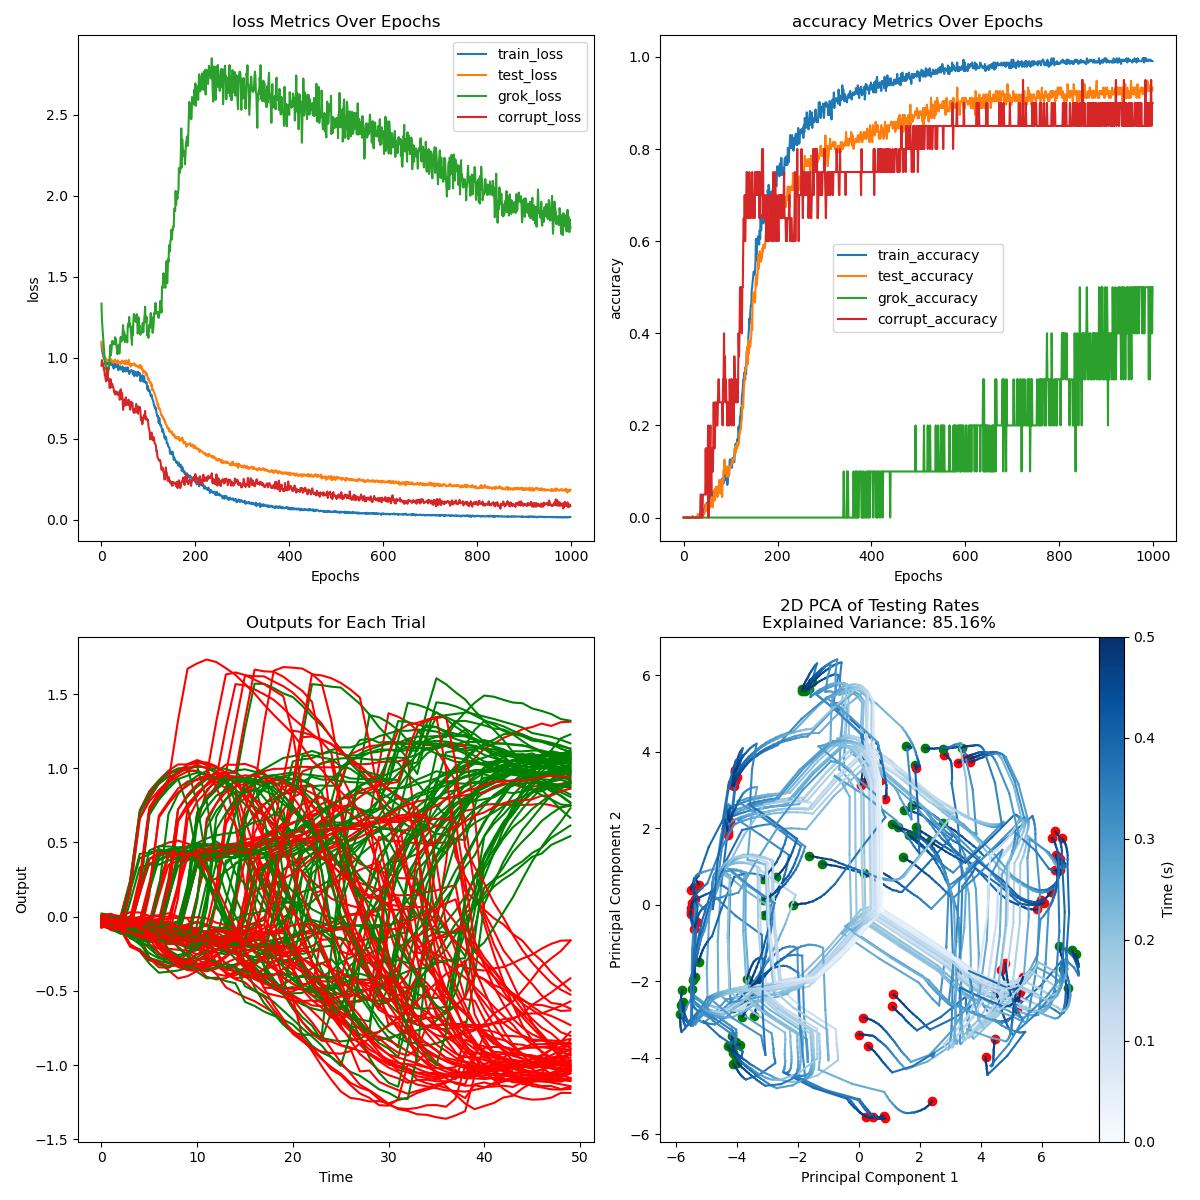 loss Metrics Over Epochs
train_loss
test_loss
grok_loss
corrupt_loss
loss
2.5
2.0
1.5
1.0
0.5
0.0
0 200 400 600 800 1000
Epochs
accuracy Metrics Over Epochs
train_accuracy
test_accuracy
grok_accuracy
corrupt_accuracy
accuracy
1.0
0.8
0.6
0.4
0.2
0.0
0 200 400 600 800 1000
Epochs
Outputs for Each Trial
Output
1.5
1.0
0.5
0.0
−0.5
−1.0
−1.5
0 10 20 30 40 50
Time
2D PCA of Testing Rates
Explained Variance: 85.16%
Principal Component 2
6
4
2
0
−2
−4
−6
−6 −4 −2 0 2 4 6
Principal Component 1
0.5
0.4
0.3
0.2
0.1
0.0
Time (s)